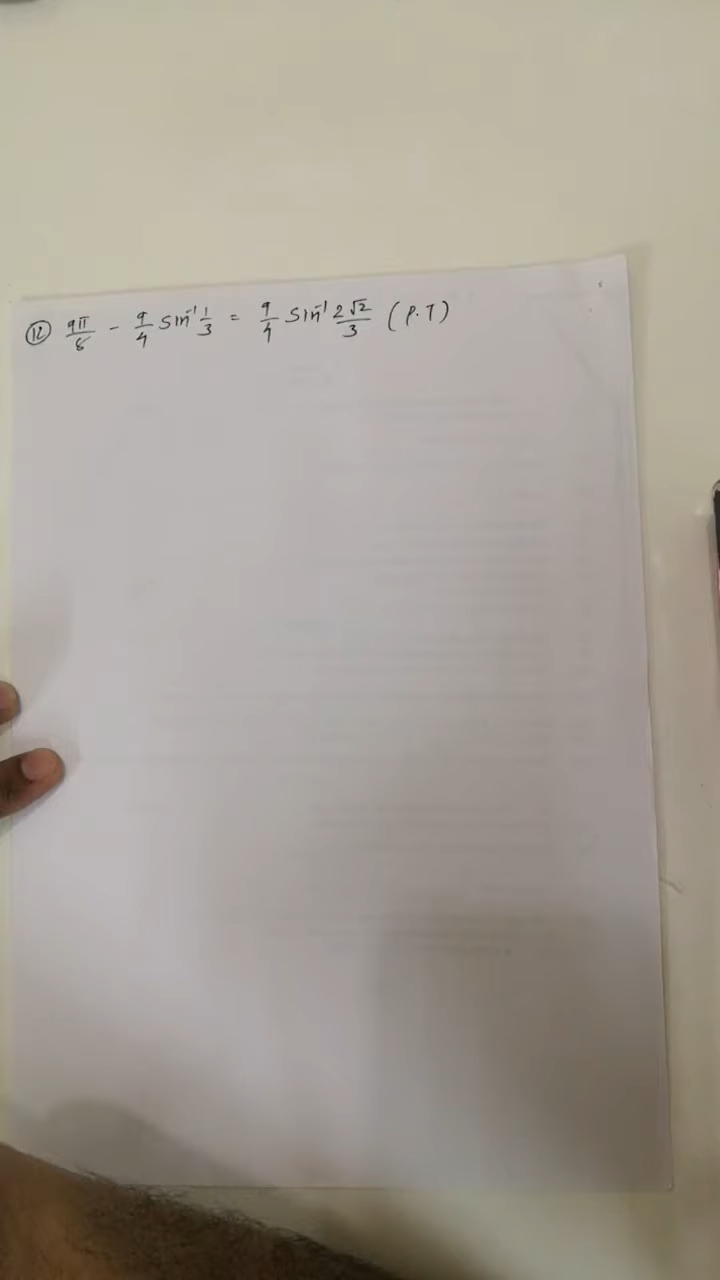 ⑫ 9π/8 - 9/4 sin⁻¹ 1/3 = 9/4 sin⁻¹ 2√2/3 (P.T)